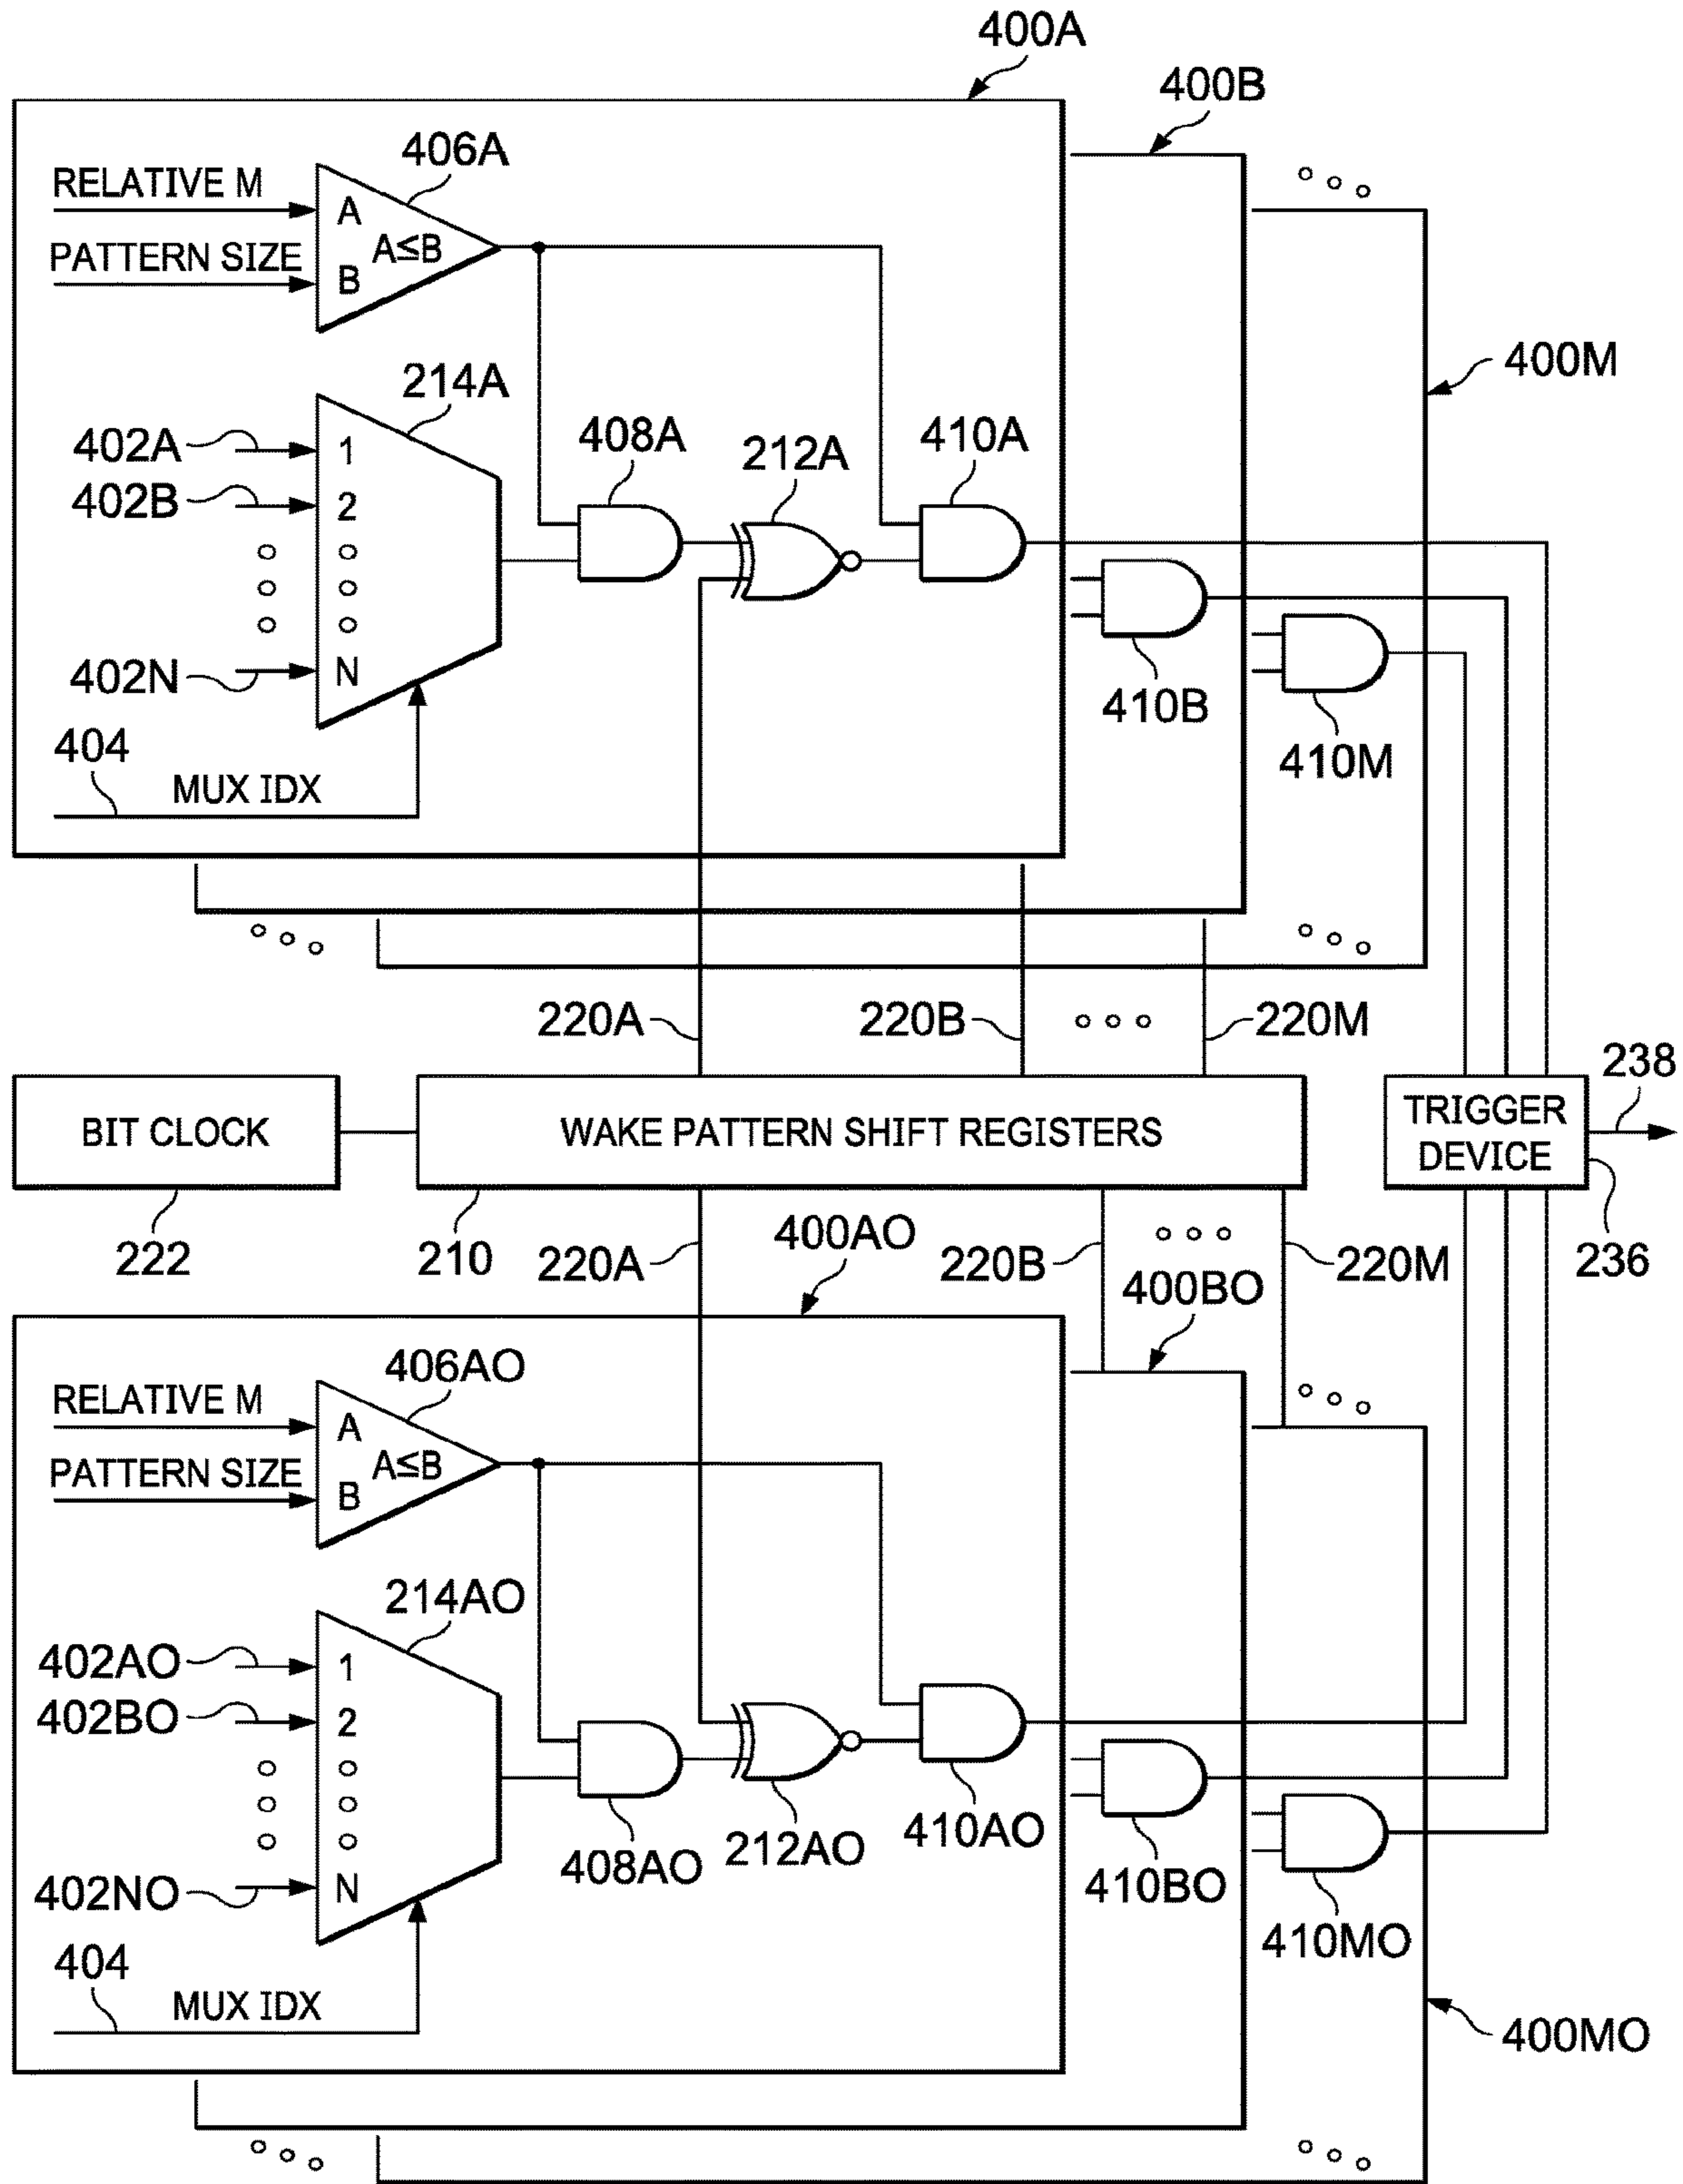 400A
400B
406A
RELATIVE M
A
PATTERN SIZE
A≤B
B
400M
214A
408A
410A
402A
1
212A
402B
2
402N
N
410B
410M
404
MUX IDX
220A
220B
220M
238
BIT CLOCK
WAKE PATTERN SHIFT REGISTERS
TRIGGER
DEVICE
222
210
220A
400AO
220B
220M
236
400BO
406AO
RELATIVE M
A
PATTERN SIZE
A≤B
B
214AO
402AO
1
402BO
2
408AO
212AO
410AO
402NO
N
410BO
410MO
404
MUX IDX
400MO